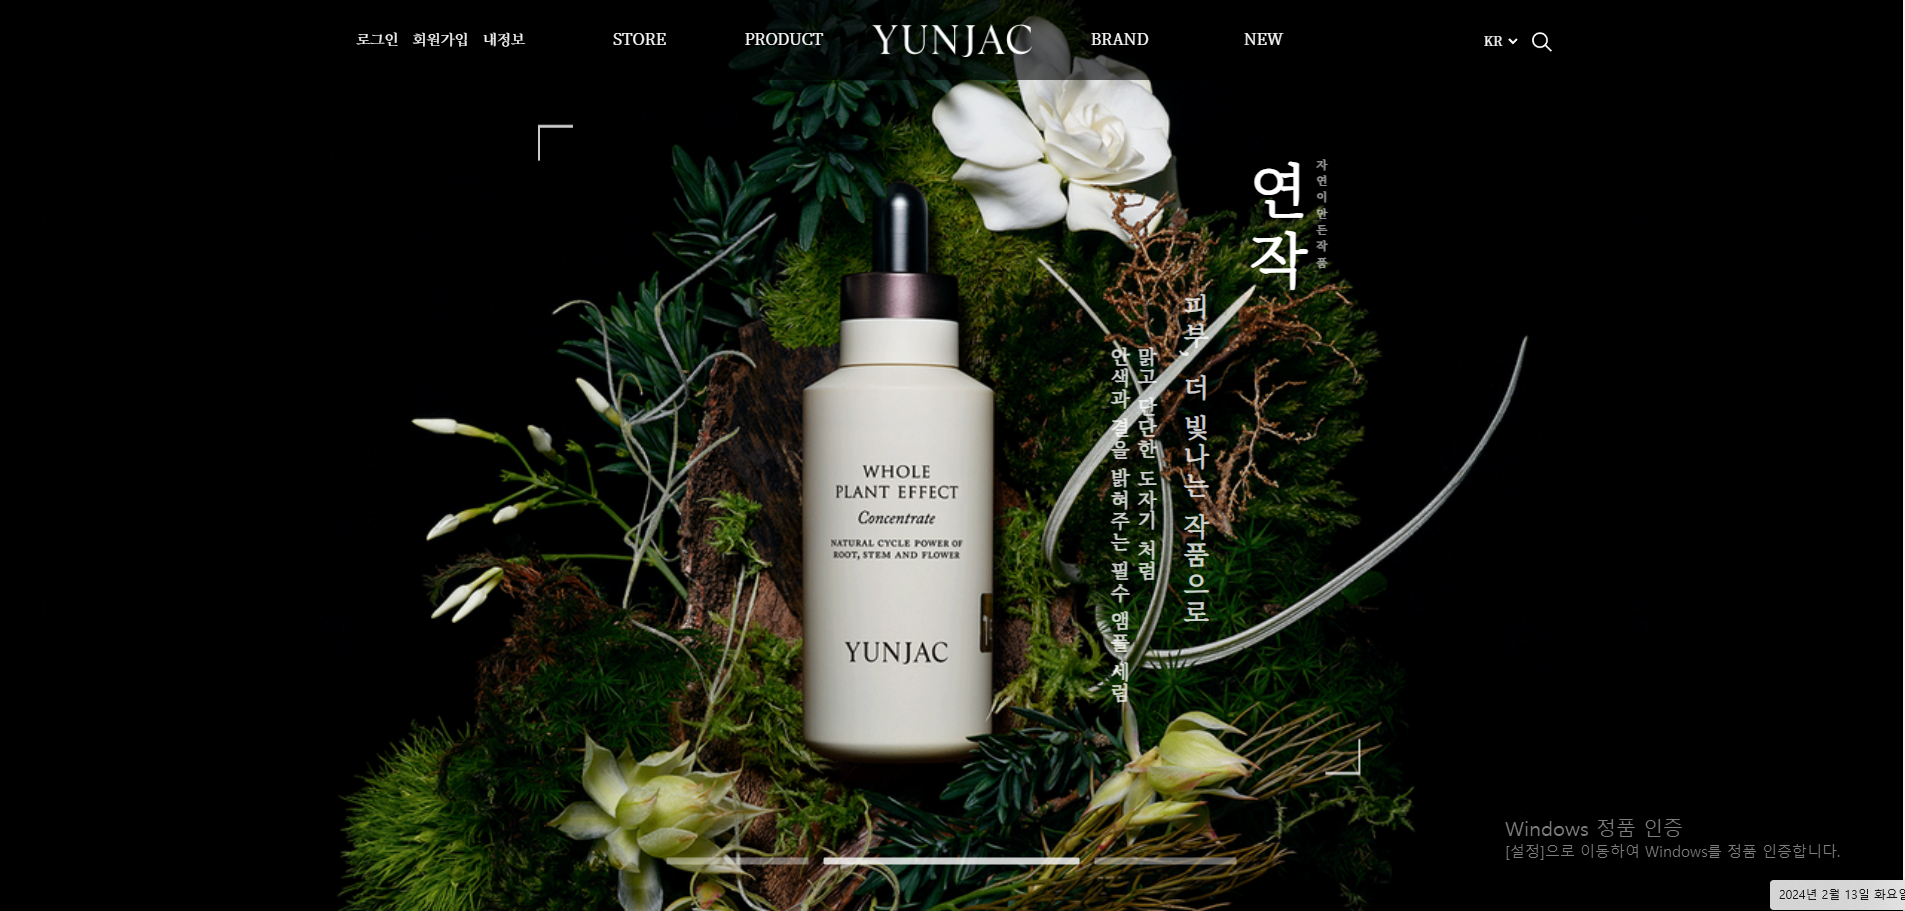 로그인 회원가입 내정보 STORE PRODUCT YUNJAC BRAND NEW KR
자연이만든작품
연작
피부, 더 빛나는 작품으로
맑고 단단한 도자기 처럼
안색과 결을 밝혀주는 필수 앰플 세럼
WHOLE
PLANT EFFECT
Concentrate
NATURAL CYCLE POWER OF
ROOT, STEM AND FLOWER
YUNJAC
Windows 정품 인증
[설정]으로 이동하여 Windows를 정품 인증합니다.
2024년 2월 13일 화요일